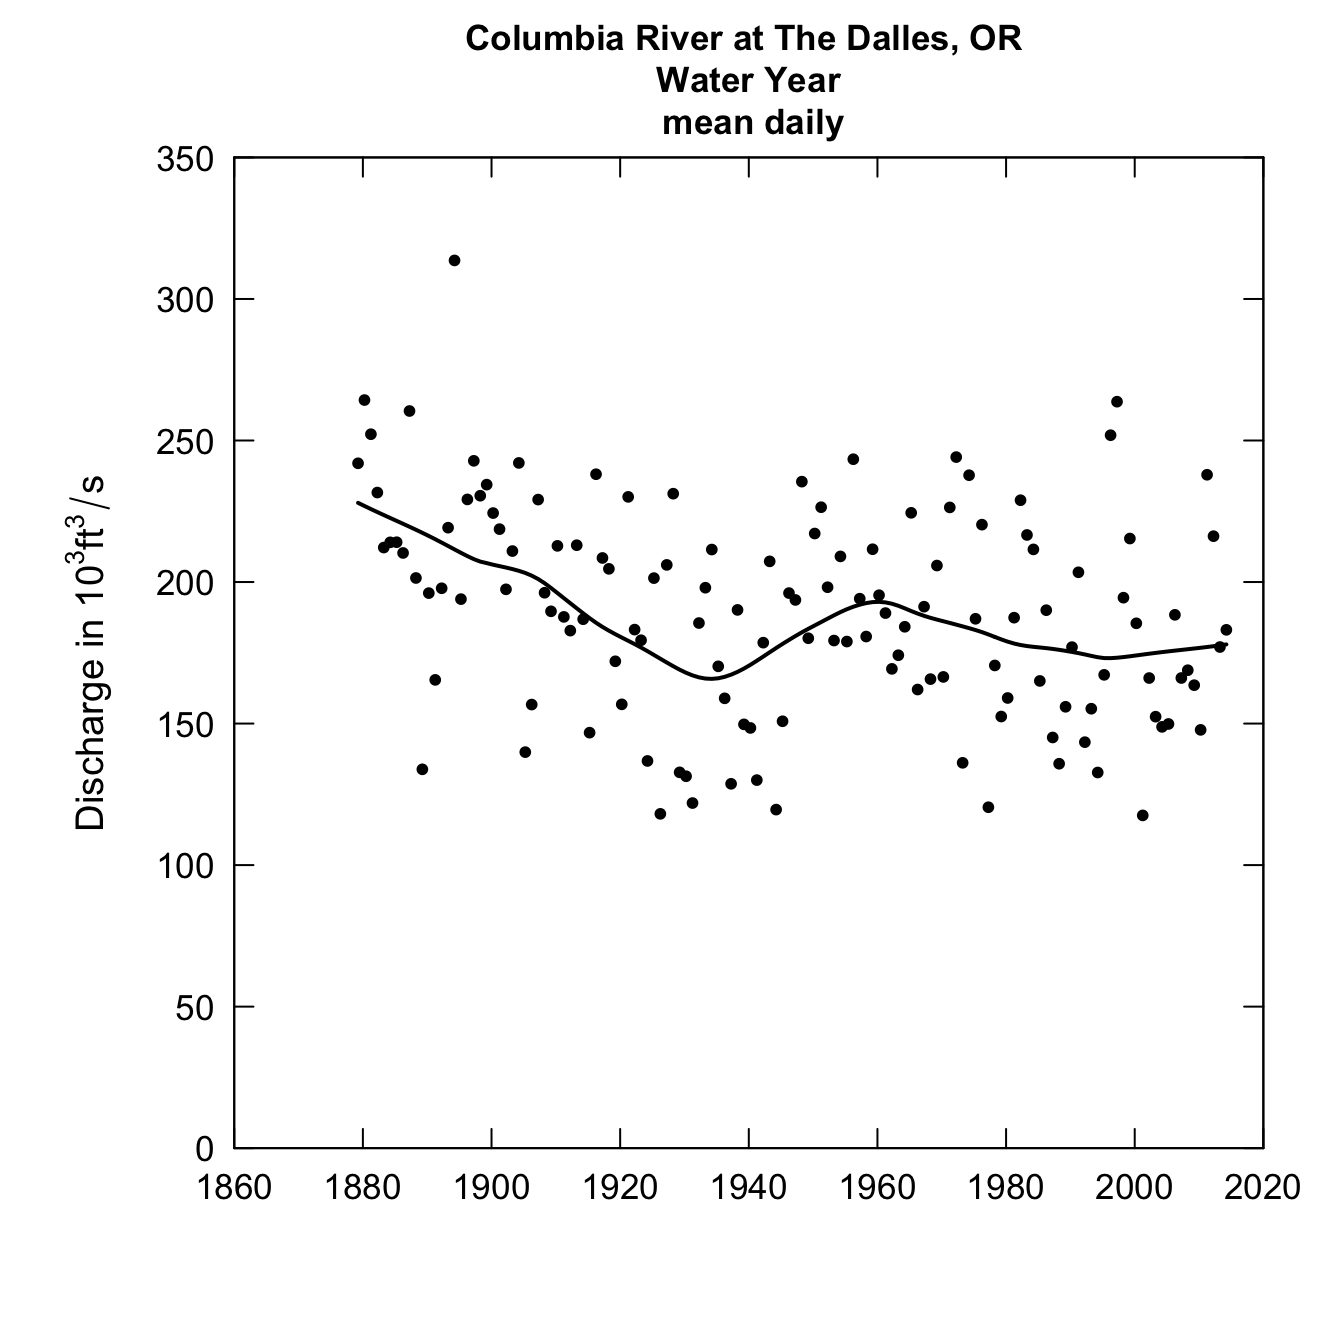 Columbia River at The Dalles, OR
Water Year
mean daily
350
300
250
200
150
100
50
0
Discharge in 10³ft³/s
1860 1880 1900 1920 1940 1960 1980 2000 2020